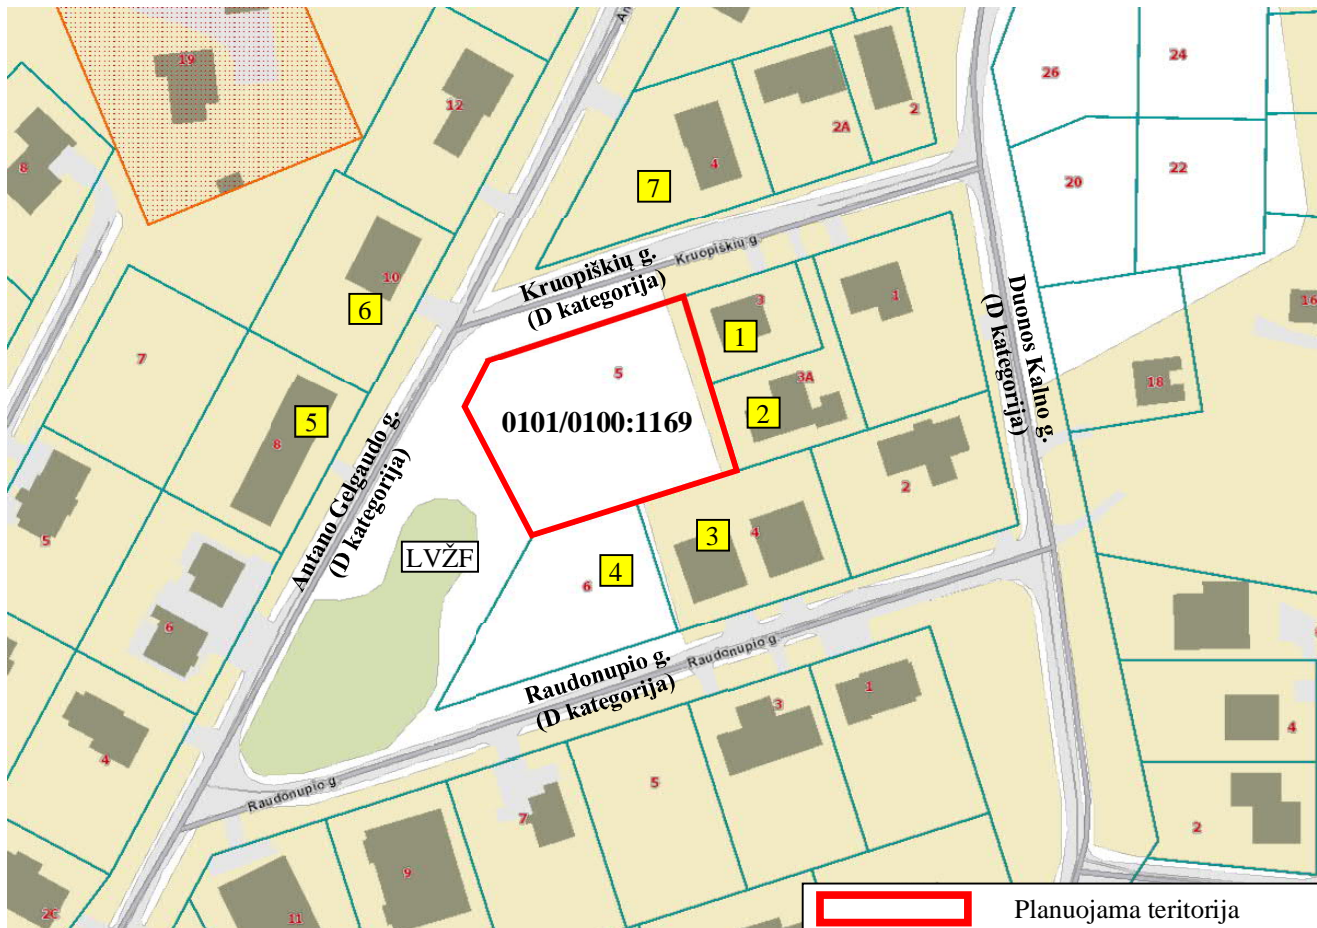 19
12
An
4
2A
2
26
24
20
22
8
7
Kruopiškių g.
(D kategorija)
Kruopiškių g.
10
6
3
1
1
Duonos Kalno g.
(D kategorija)
16
18
7
5
0101/0100:1169
3A
2
5
8
Antano Gelgaudo g.
(D kategorija)
LVŽF
5
3
4
2
4
6
6
Raudonupio g.
(D kategorija)
Raudonupio g
4
3
1
4
Raudonupio g
5
7
2
9
11
2C
Planuojama teritorija